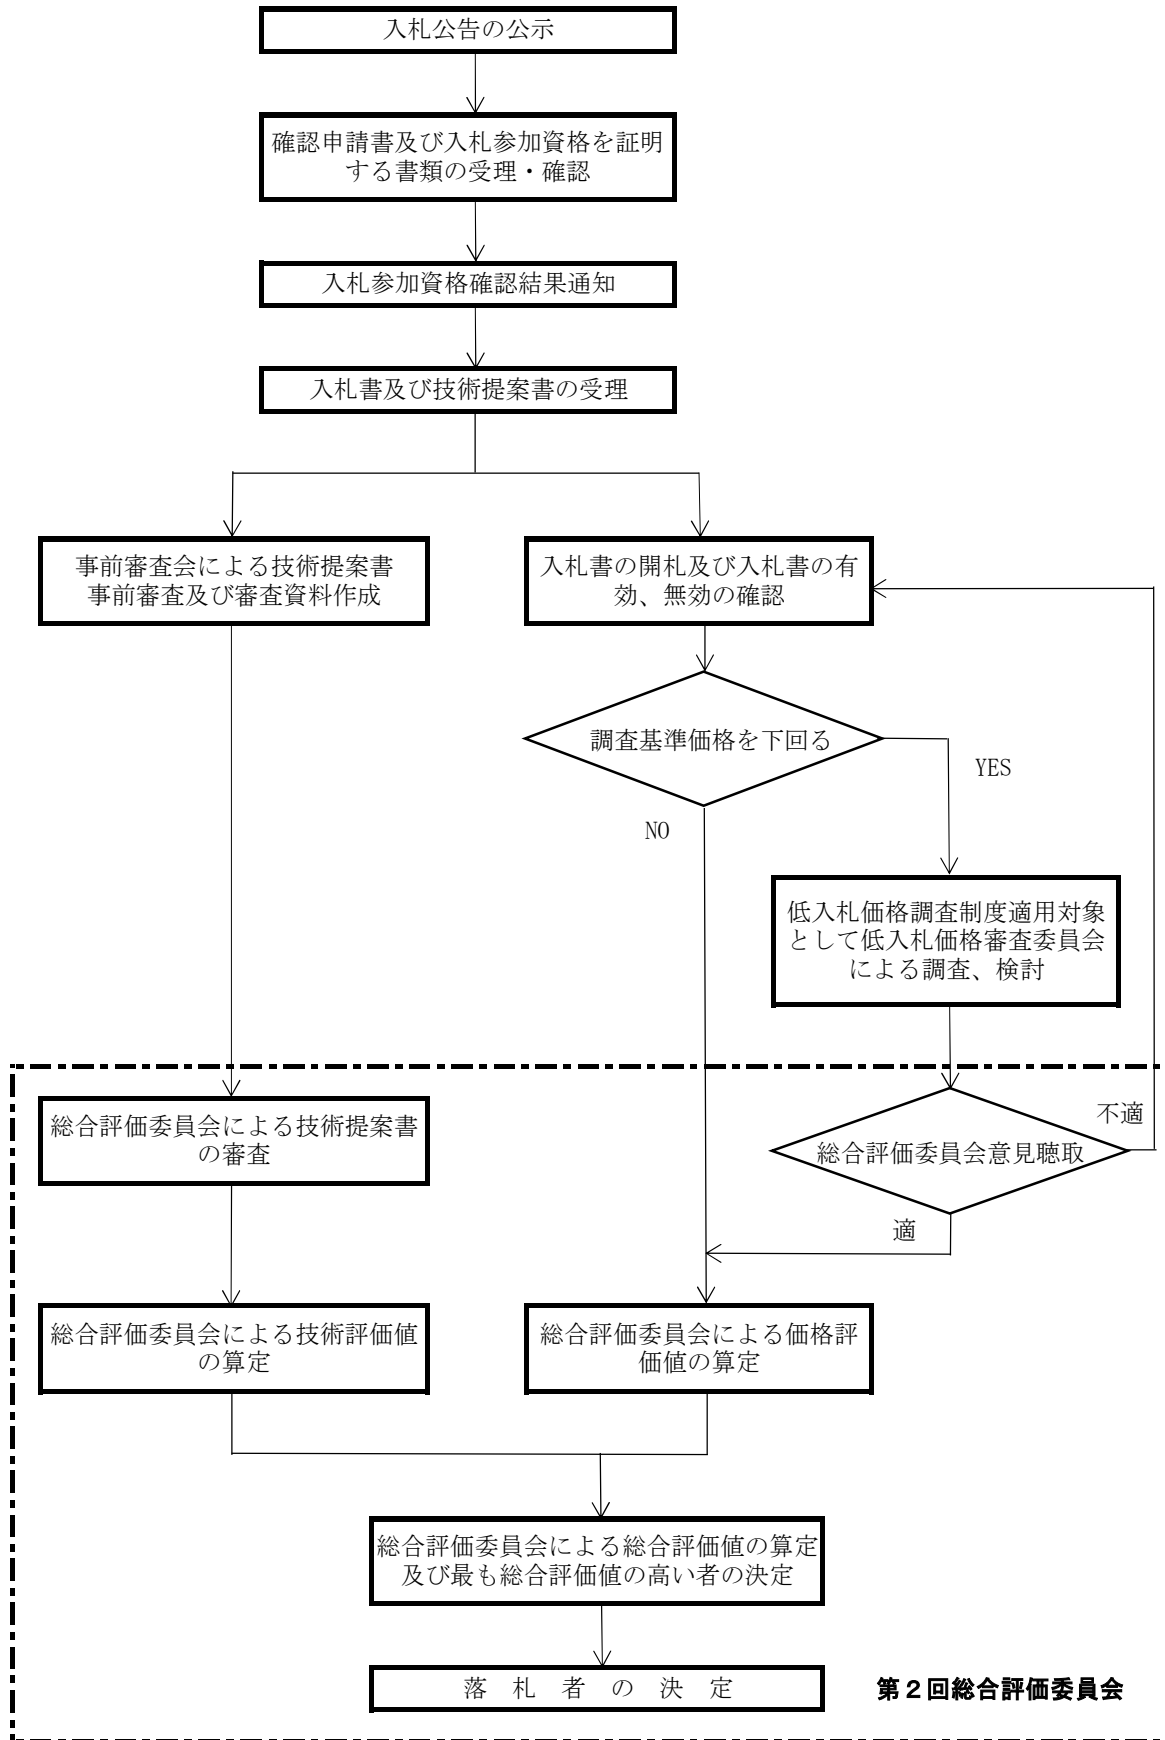 入札公告の公示
確認申請書及び入札参加資格を証明
する書類の受理・確認
入札参加資格確認結果通知
入札書及び技術提案書の受理
事前審査会による技術提案書
事前審査及び審査資料作成
入札書の開札及び入札書の有
効、無効の確認
調査基準価格を下回る
YES
NO
低入札価格調査制度適用対象
として低入札価格審査委員会
による調査、検討
総合評価委員会による技術提案書
の審査
不適
総合評価委員会意見聴取
適
総合評価委員会による技術評価値
の算定
総合評価委員会による価格評
価値の算定
総合評価委員会による総合評価値の算定
及び最も総合評価値の高い者の決定
落　札　者　の　決　定
第２回総合評価委員会